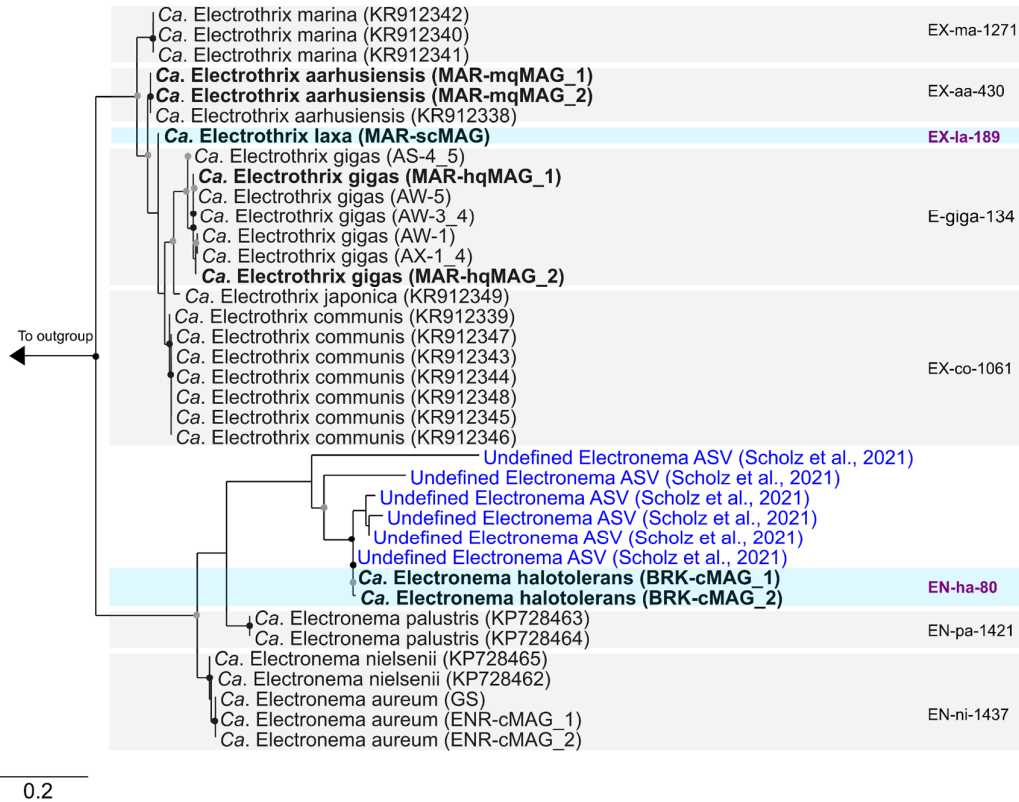 Ca. Electrothrix marina (KR912342)
Ca. Electrothrix marina (KR912340)
EX-ma-1271
Ca. Electrothrix marina (KR912341)
Ca. Electrothrix aarhusiensis (MAR-mqMAG_1)
Ca. Electrothrix aarhusiensis (MAR-mqMAG_2)
EX-aa-430
Ca. Electrothrix aarhusiensis (KR912338)
Ca. Electrothrix laxa (MAR-scMAG)
EX-la-189
Ca. Electrothrix gigas (AS-4_5)
Ca. Electrothrix gigas (MAR-hqMAG_1)
Ca. Electrothrix gigas (AW-5)
Ca. Electrothrix gigas (AW-3_4)
E-giga-134
Ca. Electrothrix gigas (AW-1)
Ca. Electrothrix gigas (AX-1_4)
Ca. Electrothrix gigas (MAR-hqMAG_2)
Ca. Electrothrix japonica (KR912349)
Ca. Electrothrix communis (KR912339)
To outgroup
Ca. Electrothrix communis (KR912347)
Ca. Electrothrix communis (KR912343)
EX-co-1061
Ca. Electrothrix communis (KR912344)
Ca. Electrothrix communis (KR912348)
Ca. Electrothrix communis (KR912345)
Ca. Electrothrix communis (KR912346)
Undefined Electronema ASV (Scholz et al., 2021)
Undefined Electronema ASV (Scholz et al., 2021)
Undefined Electronema ASV (Scholz et al., 2021)
Undefined Electronema ASV (Scholz et al., 2021)
Undefined Electronema ASV (Scholz et al., 2021)
Undefined Electronema ASV (Scholz et al., 2021)
Ca. Electronema halotolerans (BRK-cMAG_1)
EN-ha-80
Ca. Electronema halotolerans (BRK-cMAG_2)
Ca. Electronema palustris (KP728463)
EN-pa-1421
Ca. Electronema palustris (KP728464)
Ca. Electronema nielsenii (KP728465)
Ca. Electronema nielsenii (KP728462)
Ca. Electronema aureum (GS)
EN-ni-1437
Ca. Electronema aureum (ENR-cMAG_1)
Ca. Electronema aureum (ENR-cMAG_2)
0.2